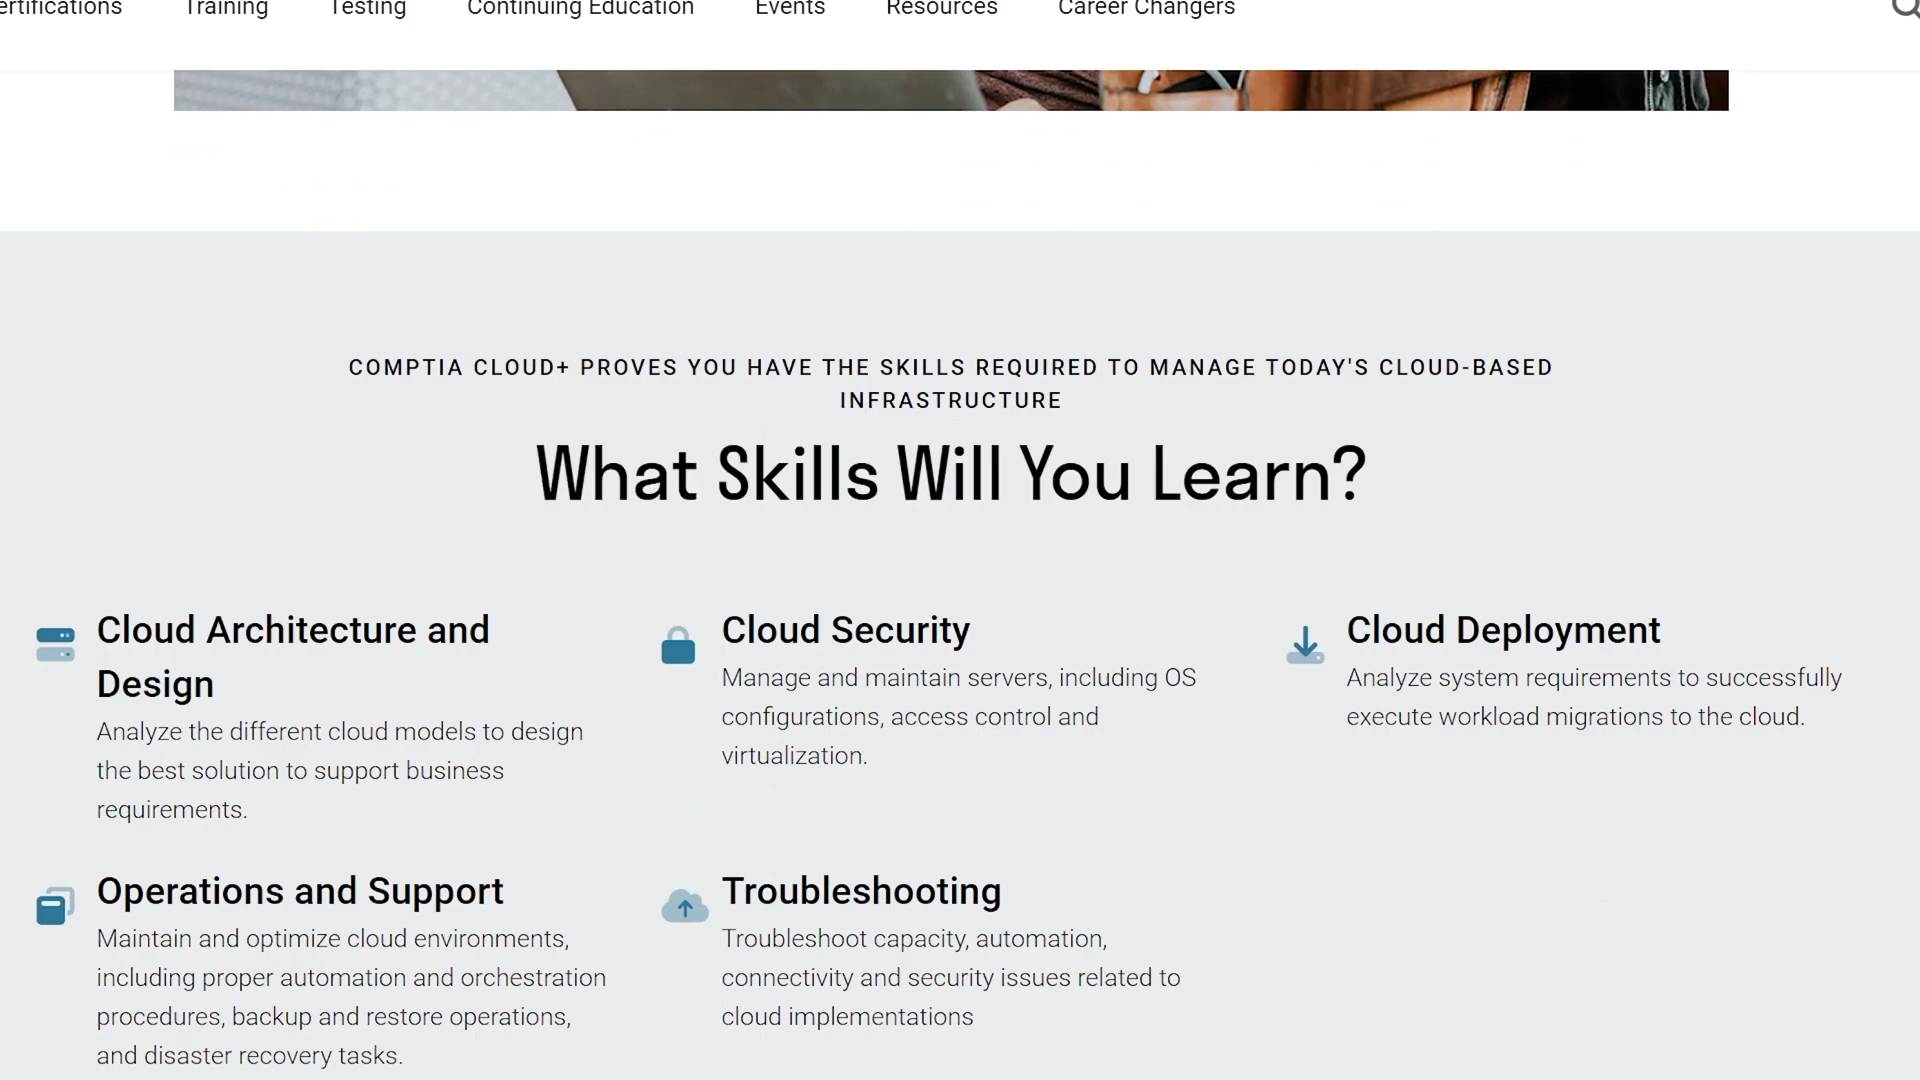 ertifications Training Testing Continuing Education Events Resources Career Changers
COMPTIA CLOUD+ PROVES YOU HAVE THE SKILLS REQUIRED TO MANAGE TODAY'S CLOUD-BASED
INFRASTRUCTURE
What Skills Will You Learn?
Cloud Architecture and
Design
Analyze the different cloud models to design
the best solution to support business
requirements.
Cloud Security
Manage and maintain servers, including OS
configurations, access control and
virtualization.
Cloud Deployment
Analyze system requirements to successfully
execute workload migrations to the cloud.
Operations and Support
Maintain and optimize cloud environments,
including proper automation and orchestration
procedures, backup and restore operations,
and disaster recovery tasks.
Troubleshooting
Troubleshoot capacity, automation,
connectivity and security issues related to
cloud implementations